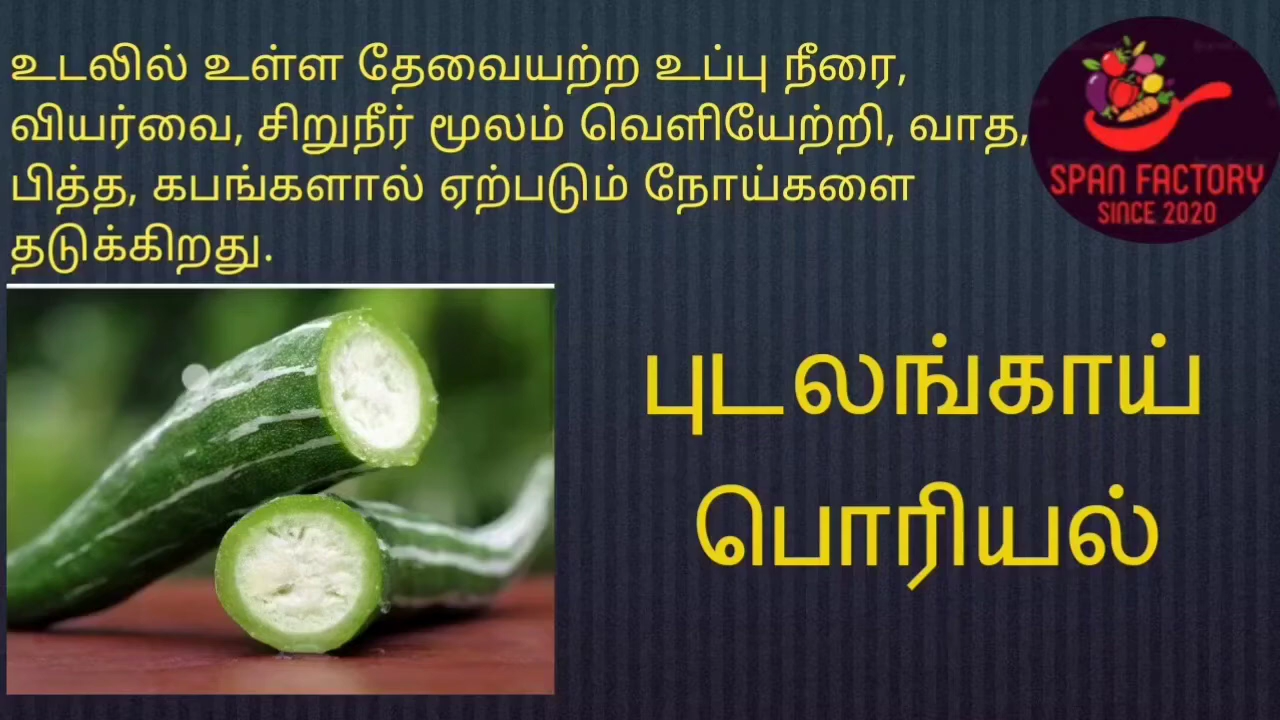 உடலில் உள்ள தேவையற்ற உப்பு நீரை,
வியர்வை, சிறுநீர் மூலம் வெளியேற்றி, வாத,
பித்த, கபங்களால் ஏற்படும் நோய்களை
தடுக்கிறது.
SPAN FACTORY
SINCE 2020
புடலங்காய்
பொரியல்